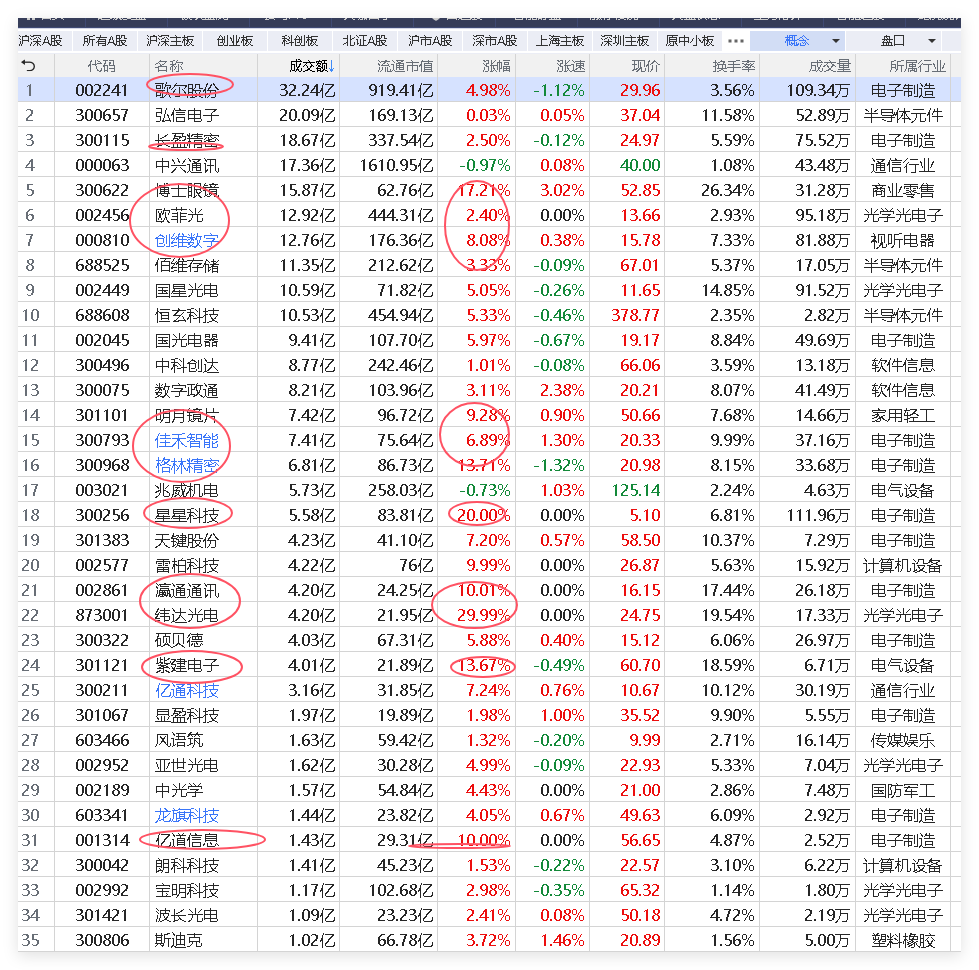 沪深A股 所有A股 沪深主板 创业板 科创板 北证A股 沪市A股 深市A股 上海主板 深圳主板 原中小板 概念 盘口
代码 名称 成交额↓ 流通市值 涨幅 涨速 现价 换手率 成交量 所属行业
1 002241 歌尔股份 32.24亿 919.41亿 4.98% -1.12% 29.96 3.56% 109.34万 电子制造
2 300657 弘信电子 20.09亿 169.13亿 0.03% 0.05% 37.04 11.58% 52.89万 半导体元件
3 300115 长盈精密 18.67亿 337.54亿 2.50% -0.12% 24.97 5.59% 75.52万 电子制造
4 000063 中兴通讯 17.36亿 1610.95亿 -0.97% 0.08% 40.00 1.08% 43.48万 通信行业
5 300622 博士眼镜 15.87亿 62.76亿 17.21% 3.02% 52.85 26.34% 31.28万 商业零售
6 002456 欧菲光 12.92亿 444.31亿 2.40% 0.00% 13.66 2.93% 95.18万 光学光电子
7 000810 创维数字 12.76亿 176.36亿 8.08% 0.38% 15.78 7.33% 81.88万 视听电器
8 688525 佰维存储 11.35亿 212.62亿 3.33% -0.09% 67.01 5.37% 17.05万 半导体元件
9 002449 国星光电 10.59亿 71.82亿 5.05% -0.26% 11.65 14.85% 91.52万 光学光电子
10 688608 恒玄科技 10.53亿 454.94亿 5.33% -0.46% 378.77 2.35% 2.82万 半导体元件
11 002045 国光电器 9.41亿 107.70亿 5.97% -0.67% 19.17 8.84% 49.69万 电子制造
12 300496 中科创达 8.77亿 242.46亿 1.01% -0.08% 66.06 3.59% 13.18万 软件信息
13 300075 数字政通 8.21亿 103.96亿 3.11% 2.38% 20.21 8.07% 41.49万 软件信息
14 301101 明月镜片 7.42亿 96.72亿 9.28% 0.90% 50.66 7.68% 14.66万 家用轻工
15 300793 佳禾智能 7.41亿 75.64亿 6.89% 1.30% 20.33 9.99% 37.16万 电子制造
16 300968 格林精密 6.81亿 86.73亿 13.71% -1.32% 20.98 8.15% 33.68万 电子制造
17 003021 兆威机电 5.73亿 258.03亿 -0.73% 1.03% 125.14 2.24% 4.63万 电气设备
18 300256 星星科技 5.58亿 83.81亿 20.00% 0.00% 5.10 6.81% 111.96万 电子制造
19 301383 天键股份 4.23亿 41.10亿 7.20% 0.57% 58.50 10.37% 7.29万 电子制造
20 002577 雷柏科技 4.22亿 76亿 9.99% 0.00% 26.87 5.63% 15.92万 计算机设备
21 002861 瀛通通讯 4.20亿 24.25亿 10.01% 0.00% 16.15 17.44% 26.18万 电子制造
22 873001 纬达光电 4.20亿 21.95亿 29.99% 0.00% 24.75 19.54% 17.33万 光学光电子
23 300322 硕贝德 4.03亿 67.31亿 5.88% 0.40% 15.12 6.06% 26.97万 电子制造
24 301121 紫建电子 4.01亿 21.89亿 13.67% -0.49% 60.70 18.59% 6.71万 电气设备
25 300211 亿通科技 3.16亿 31.85亿 7.24% 0.76% 10.67 10.12% 30.19万 通信行业
26 301067 显盈科技 1.97亿 19.89亿 1.98% 1.00% 35.52 9.90% 5.55万 电子制造
27 603466 风语筑 1.63亿 59.42亿 1.32% -0.20% 9.99 2.71% 16.14万 传媒娱乐
28 002952 亚世光电 1.62亿 30.28亿 4.99% -0.09% 22.93 5.33% 7.04万 光学光电子
29 002189 中光学 1.57亿 54.84亿 4.43% 0.00% 21.00 2.86% 7.48万 国防军工
30 603341 龙旗科技 1.44亿 23.82亿 4.05% 0.67% 49.63 6.09% 2.92万 电子制造
31 001314 亿道信息 1.43亿 29.31亿 10.00% 0.00% 56.65 4.87% 2.52万 电子制造
32 300042 朗科科技 1.41亿 45.23亿 1.53% -0.22% 22.57 3.10% 6.22万 计算机设备
33 002992 宝明科技 1.17亿 102.68亿 2.98% -0.35% 65.32 1.14% 1.80万 光学光电子
34 301421 波长光电 1.09亿 23.23亿 2.41% 0.08% 50.18 4.72% 2.19万 光学光电子
35 300806 斯迪克 1.02亿 66.78亿 3.72% 1.46% 20.89 1.56% 5.00万 塑料橡胶